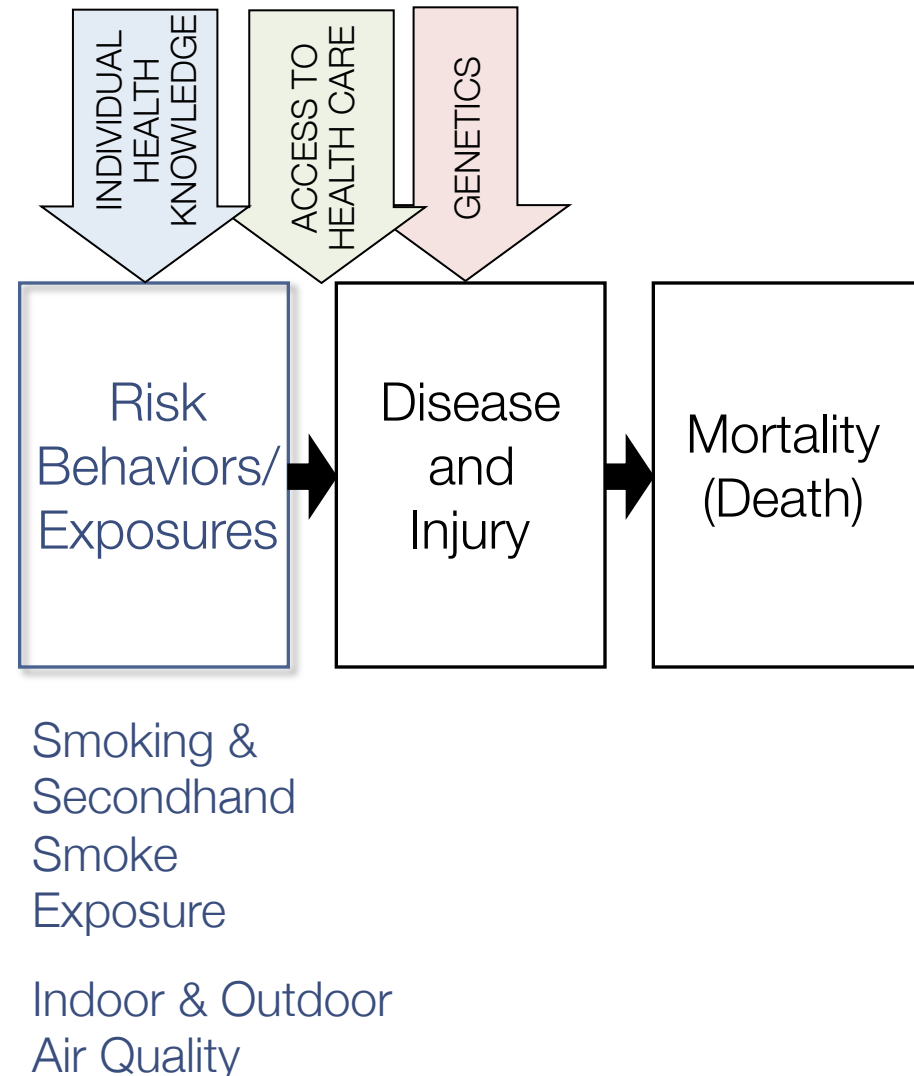 INDIVIDUAL
HEALTH
KNOWLEDGE
ACCESS TO
HEALTH CARE
GENETICS
Risk
Behaviors/
Exposures
Disease
and
Injury
Mortality
(Death)
Smoking &
Secondhand
Smoke
Exposure
Indoor & Outdoor
Air Quality